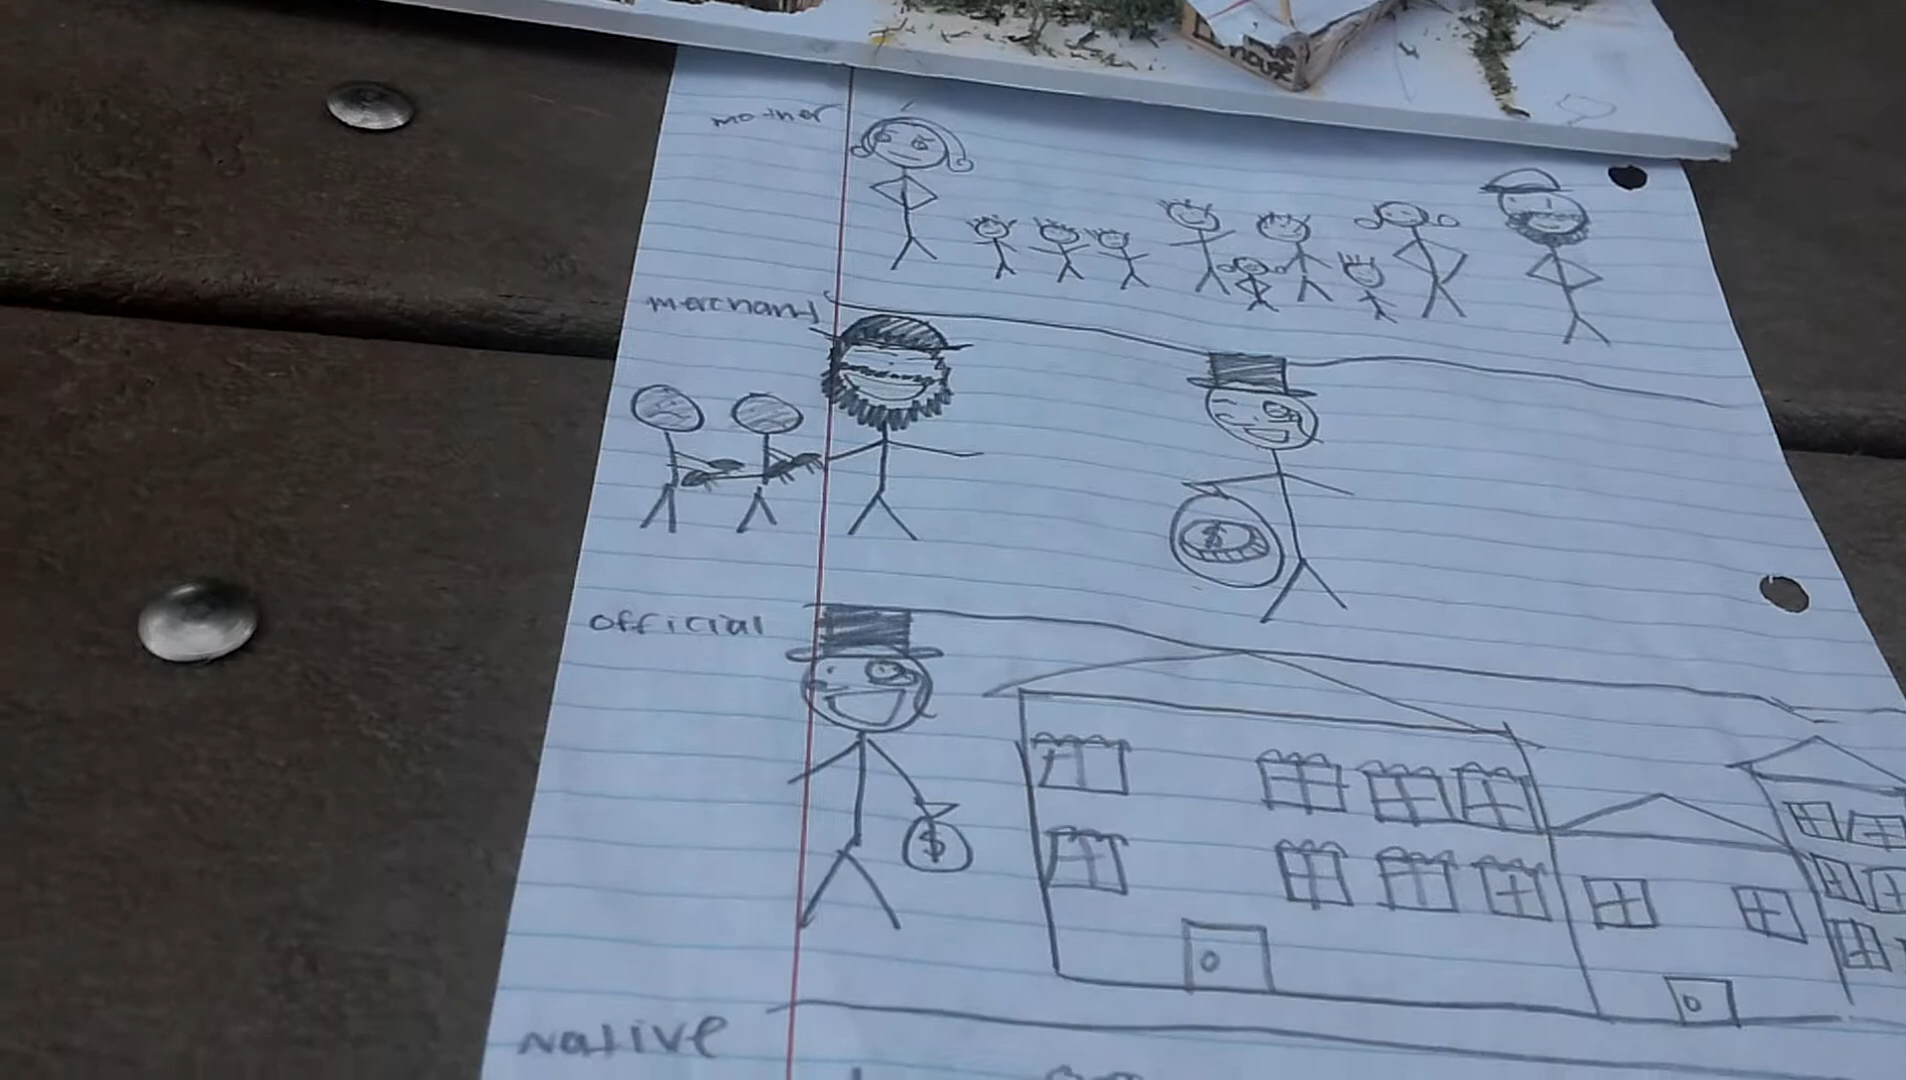 mother
merchant
$
official
$
Native